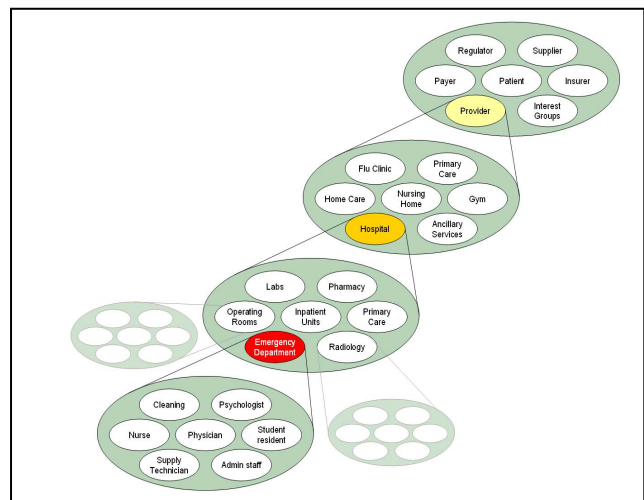 Regulator
Supplier
Payer
Patient
Insurer
Provider
Interest
Groups
Flu Clinic
Primary
Care
Home Care
Nursing
Home
Gym
Hospital
Ancillary
Services
Labs
Pharmacy
Operating
Rooms
Inpatient
Units
Primary
Care
Emergency
Department
Radiology
Cleaning
Psychologist
Nurse
Physician
Student
resident
Supply
Technician
Admin staff